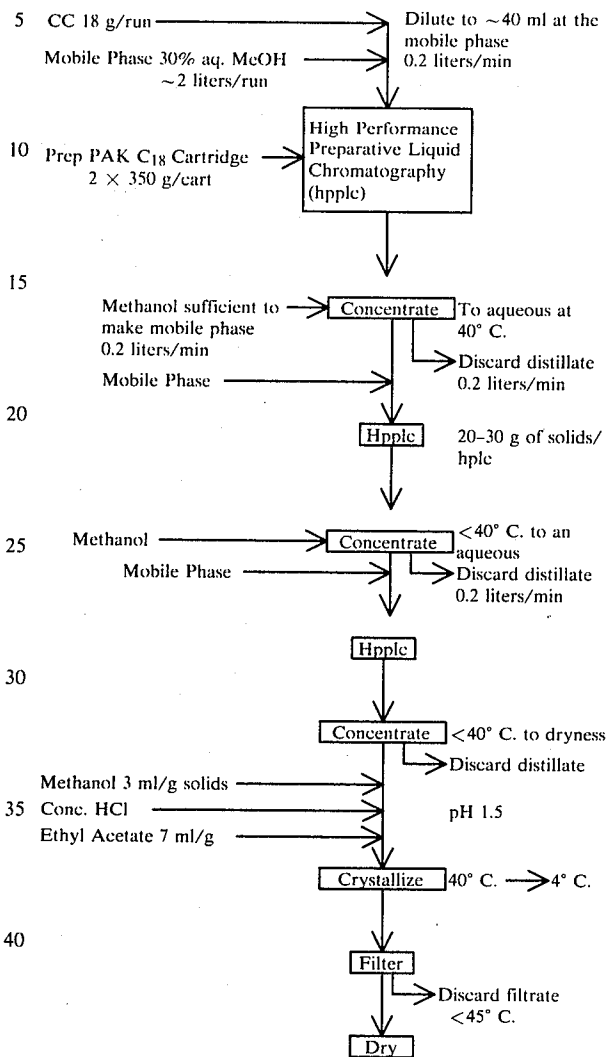 5 CC 18 g/run
Dilute to ~40 ml at the
mobile phase
0.2 liters/min
Mobile Phase 30% aq. MeOH
~2 liters/run
High Performance
Preparative Liquid
Chromatography
(hpplc)
10 Prep PAK C18 Cartridge
2 × 350 g/cart
15
Methanol sufficient to
make mobile phase
0.2 liters/min
Concentrate
To aqueous at
40° C.
Discard distillate
0.2 liters/min
Mobile Phase
20
Hpplc
20-30 g of solids/
hplc
25 Methanol
Concentrate
<40° C. to an
aqueous
Mobile Phase
Discard distillate
0.2 liters/min
Hpplc
30
Concentrate <40° C. to dryness
Discard distillate
Methanol 3 ml/g solids
35 Conc. HCl
pH 1.5
Ethyl Acetate 7 ml/g
Crystallize 40° C. 4° C.
40
Filter
Discard filtrate
<45° C.
Dry